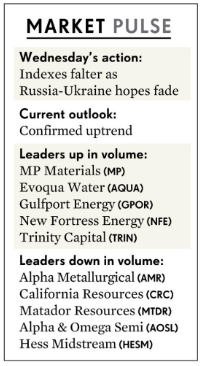 MARKET PULSE
Wednesday's action:
Indexes falter as
Russia-Ukraine hopes fade
Current outlook:
Confirmed uptrend
Leaders up in volume:
MP Materials (MP)
Evoqua Water (AQUA)
Gulfport Energy (GPOR)
New Fortress Energy (NFE)
Trinity Capital (TRIN)
Leaders down in volume:
Alpha Metallurgical (AMR)
California Resources (CRC)
Matador Resources (MTDR)
Alpha & Omega Semi (AOSL)
Hess Midstream (HESM)